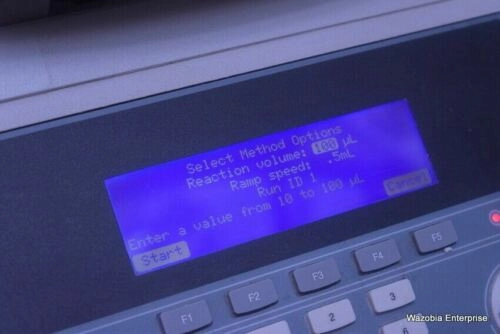 Select Method Options
Reaction volume: 100 µL
Ramp speed: .5mL
Run ID 1
Enter a value from 10 to 100 µL
Start
Cancel
F1
F2
F3
F4
F5
2
3
Wazobia Enterprise